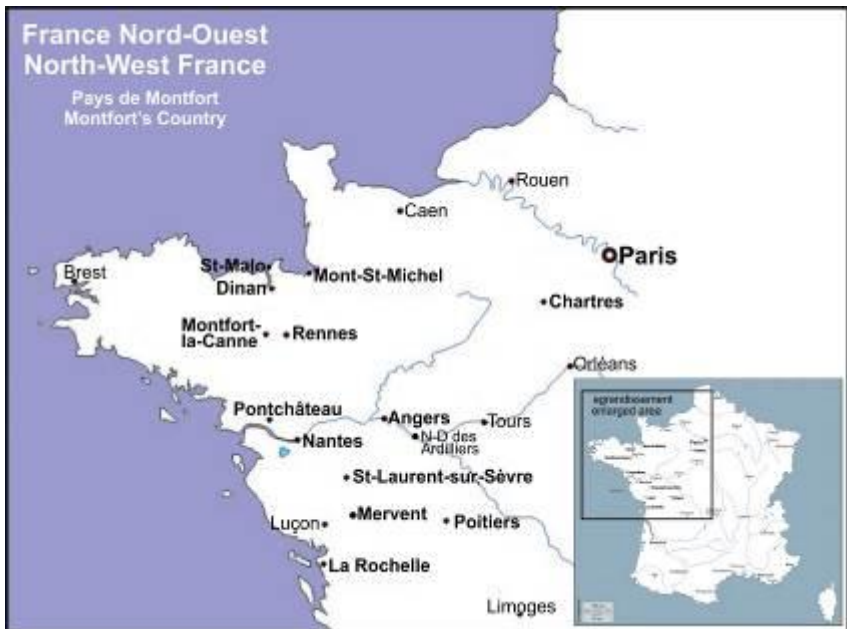 France Nord-Ouest
North-West France
Pays de Montfort
Montfort's Country
Rouen
Caen
Paris
St-Malo
Mont-St-Michel
Brest
Dinan
Chartres
Montfort-
la-Canne
Rennes
Orléans
agrandissement
enlarged area
Pontchâteau
Angers
Tours
N-D des
Ardilliers
Nantes
St-Laurent-sur-Sèvre
Mervent
Poitiers
Luçon
La Rochelle
Limoges